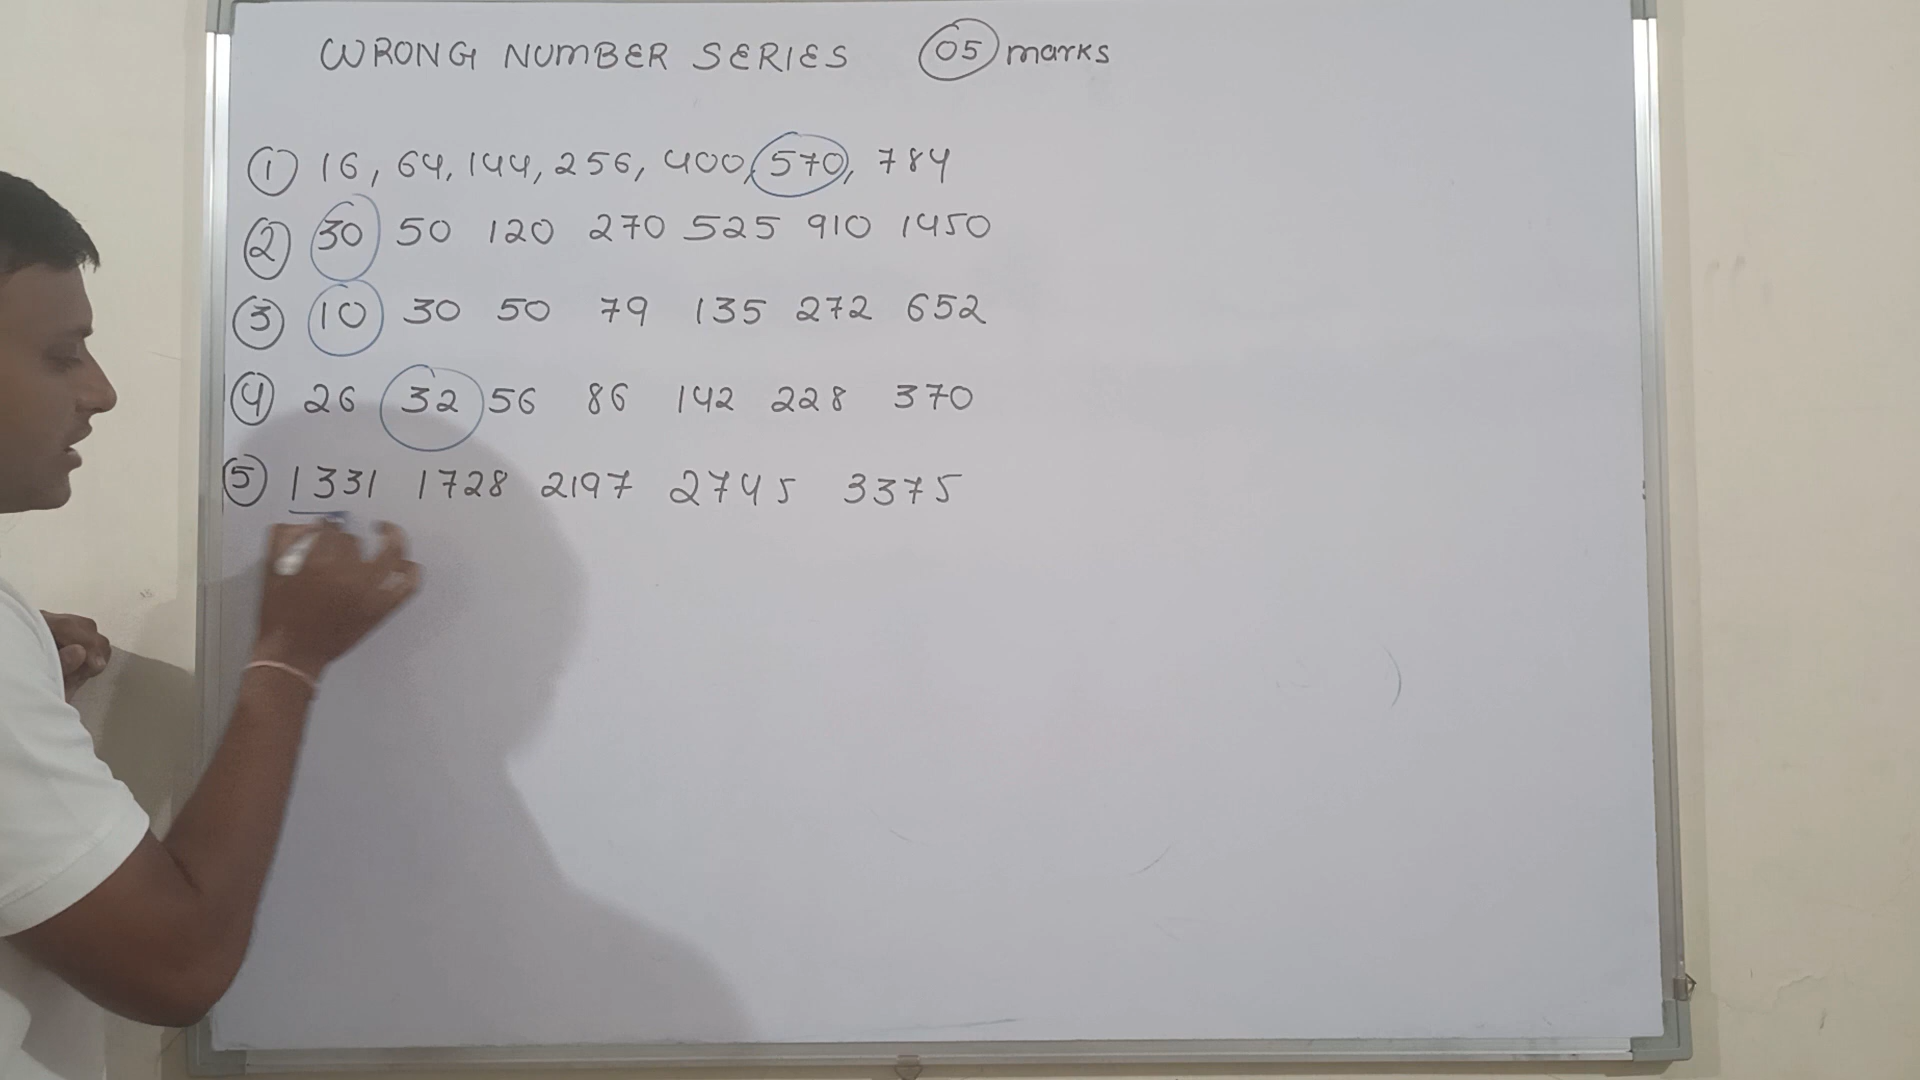 WRONG NUMBER SERIES 05 marks
1 16, 64, 144, 256, 400, 570, 784
2 30 50 120 270 525 910 1450
3 10 30 50 79 135 272 652
4 26 32 56 86 142 228 370
5 1331 1728 2197 2745 3375